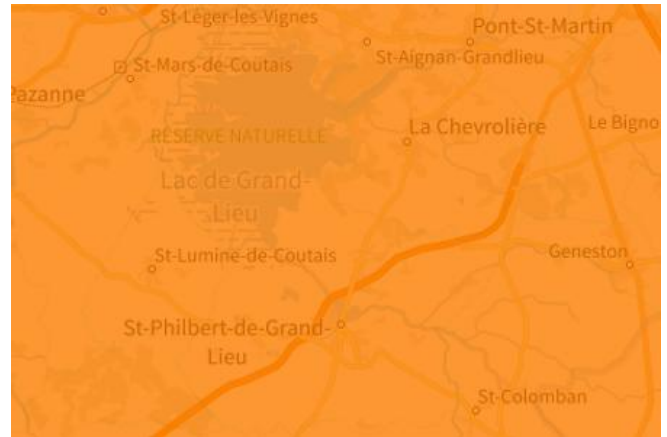 St-Léger-les-Vignes
Pont-St-Martin
St-Aignan-Grandlieu
St-Mars-de-Coutais
Pazanne
La Chevrolière
Le Bigno
RÉSERVE NATURELLE
Lac de Grand-
Lieu
St-Lumine-de-Coutais
Geneston
St-Philbert-de-Grand-
Lieu
St-Colomban